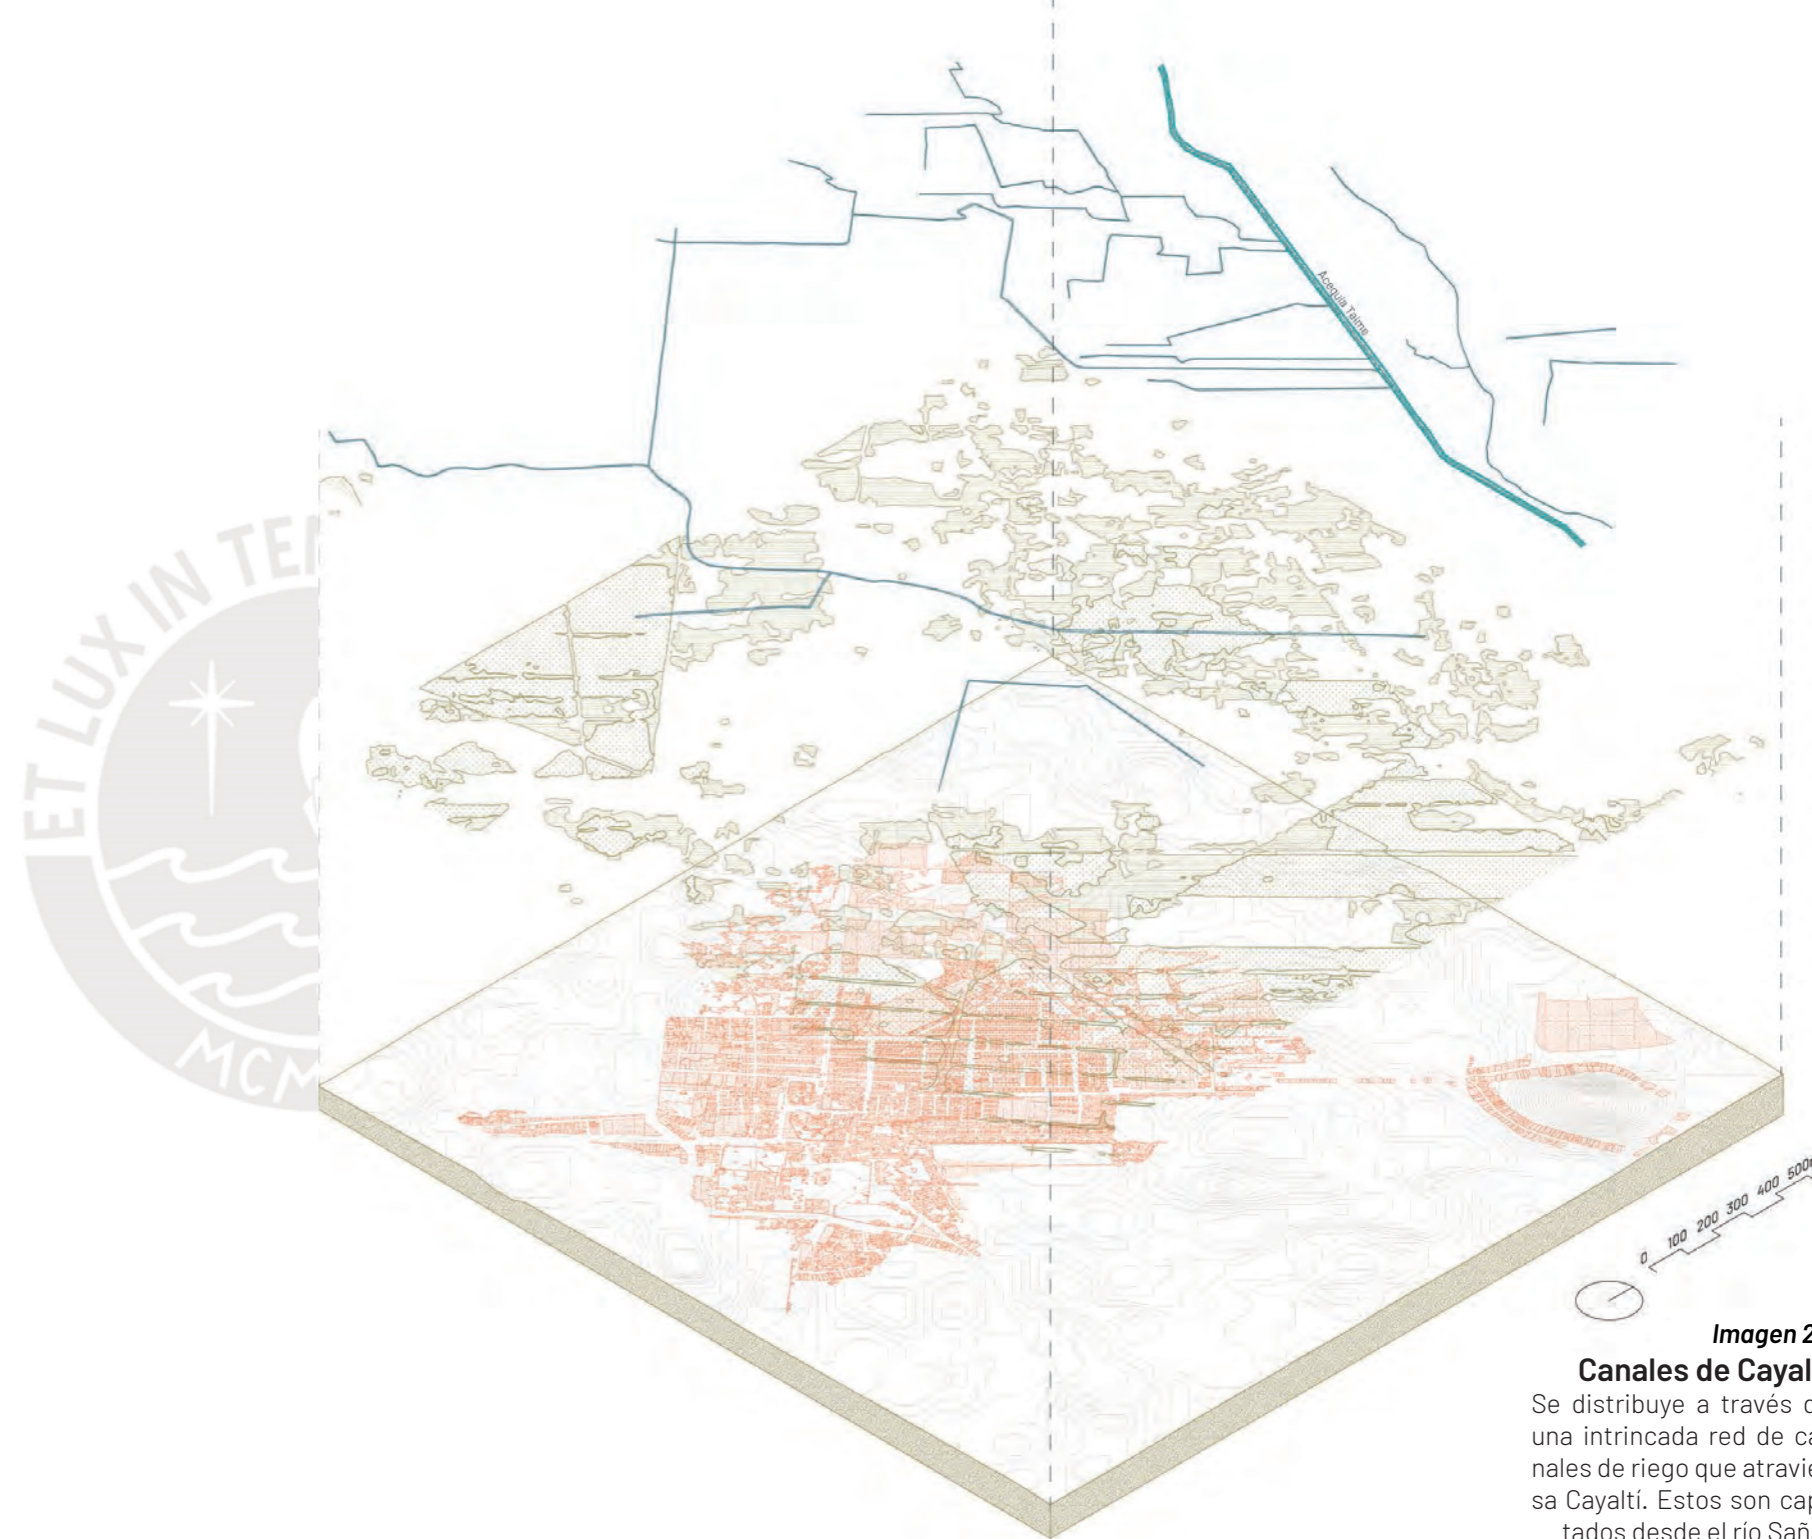 ET LUX IN TE
MCM
Acequia Taime
0 100 200 300 400 500
Imagen 2
Canales de Cayal
Se distribuye a través
una intrincada red de ca
nales de riego que atravie
sa Cayaltí. Estos son cap
tados desde el río Sañ